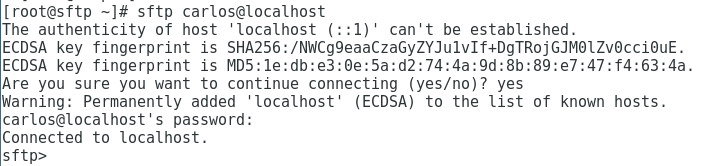 [root@sftp ~]# sftp carlos@localhost
The authenticity of host 'localhost (::1)' can't be established.
ECDSA key fingerprint is SHA256:/NWCg9eaaCzaGyZYJu1vIf+DgTRojGJM0lZv0cci0uE.
ECDSA key fingerprint is MD5:1e:db:e3:0e:5a:d2:74:4a:9d:8b:89:e7:47:f4:63:4a.
Are you sure you want to continue connecting (yes/no)? yes
Warning: Permanently added 'localhost' (ECDSA) to the list of known hosts.
carlos@localhost's password:
Connected to localhost.
sftp>